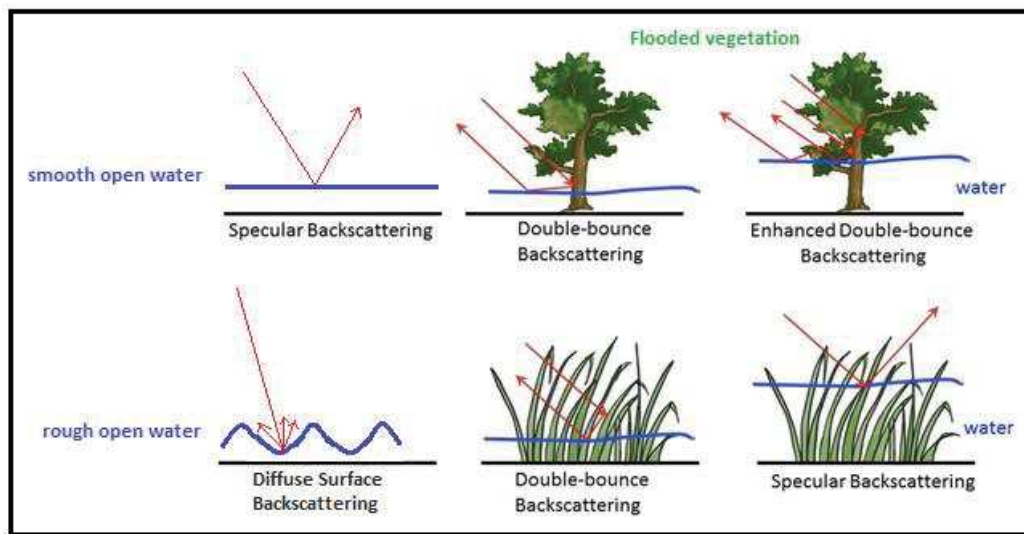 Flooded vegetation
smooth open water
water
Specular Backscattering
Double-bounce
Backscattering
Enhanced Double-bounce
Backscattering
rough open water
water
Diffuse Surface
Backscattering
Double-bounce
Backscattering
Specular Backscattering